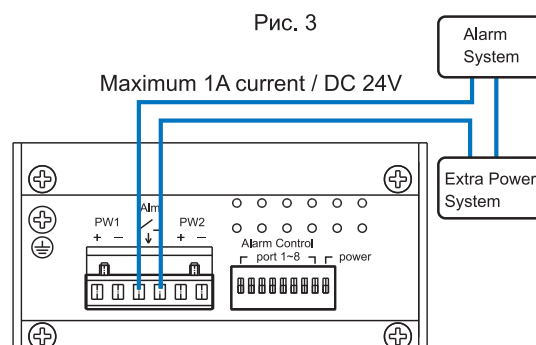 Рис. 3
Alarm
System
Maximum 1A current / DC 24V
Extra Power
System
Alm
PW1
PW2
+ − + −
Alarm Control
port 1~8
power